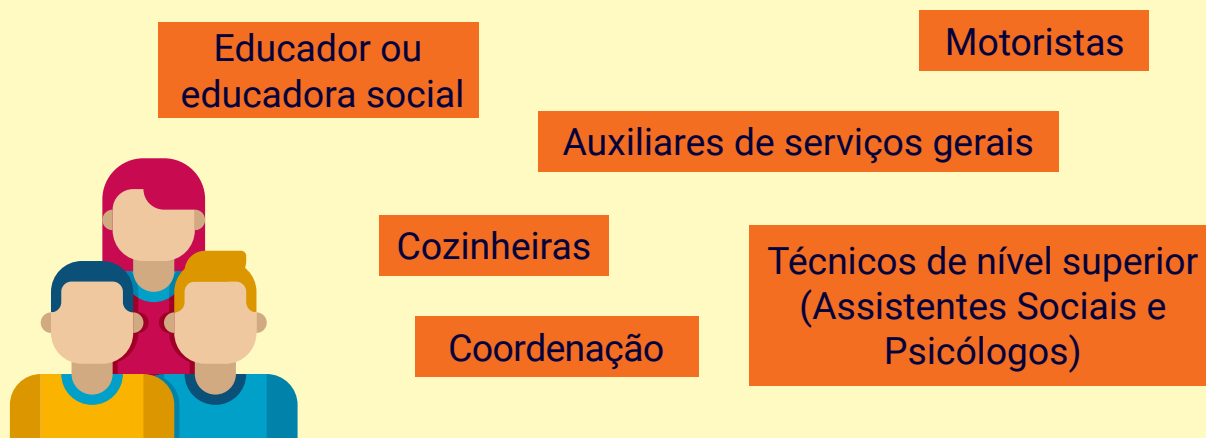 Educador ou
educadora social
Motoristas
Auxiliares de serviços gerais
Cozinheiras
Técnicos de nível superior
(Assistentes Sociais e
Psicólogos)
Coordenação